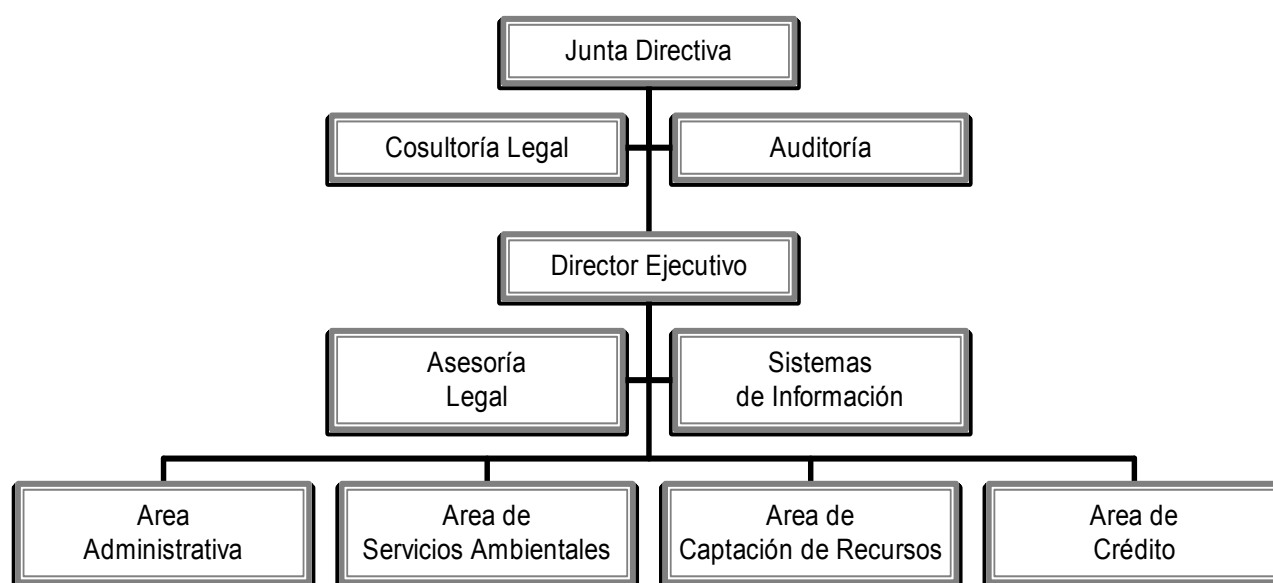 Junta Directiva
Cosultoría Legal
Auditoría
Director Ejecutivo
Asesoría
Legal
Sistemas
de Información
Area
Administrativa
Area de
Servicios Ambientales
Area de
Captación de Recursos
Area de
Crédito